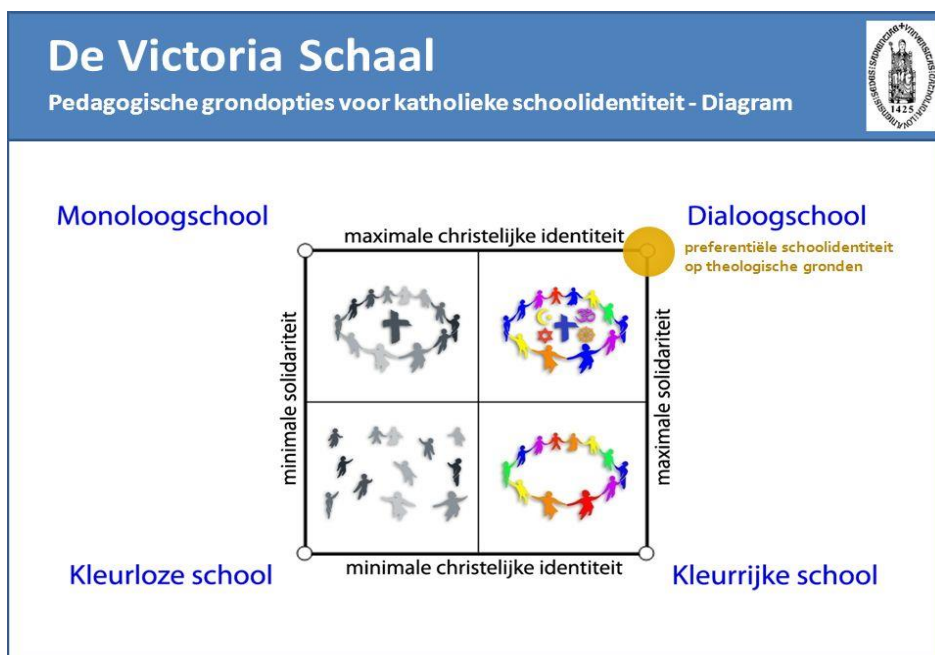 De Victoria Schaal
Pedagogische grondopties voor katholieke schoolidentiteit - Diagram
1425
Monoloogschool
Dialoogschool
maximale christelijke identiteit
preferentiële schoolidentiteit
op theologische gronden
minimale solidariteit
maximale solidariteit
Kleurloze school
minimale christelijke identiteit
Kleurrijke school